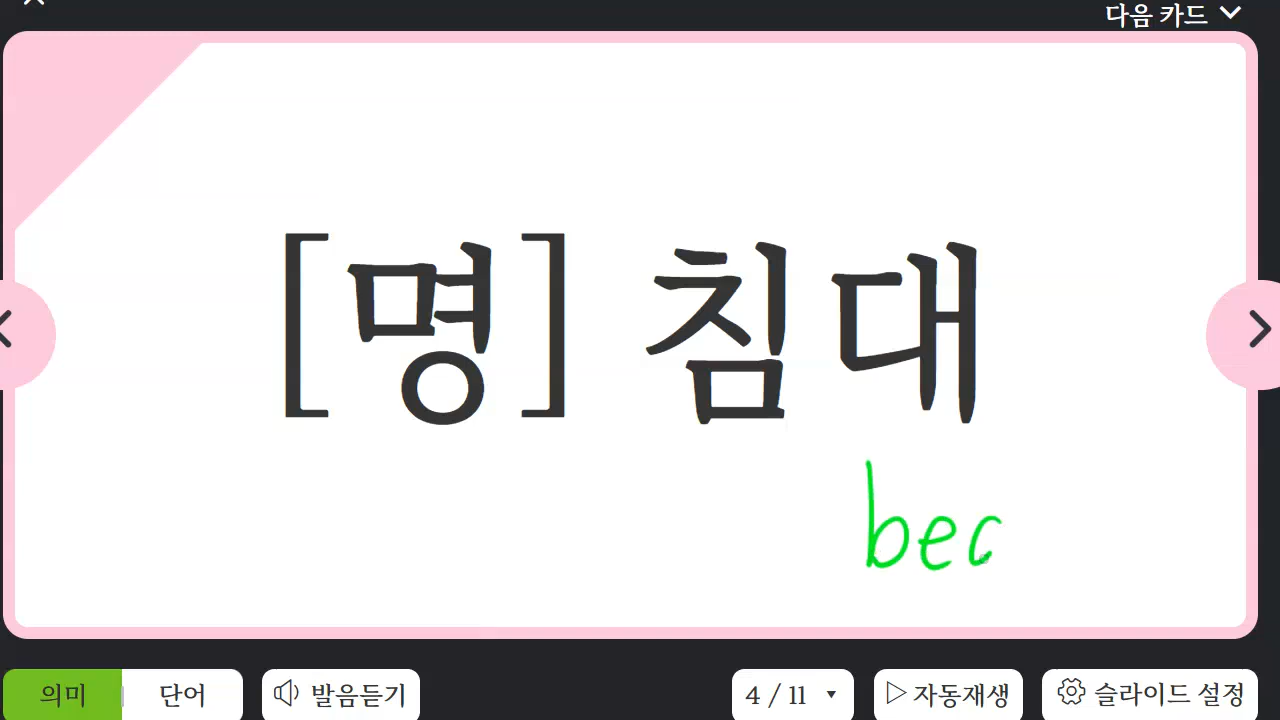 다음 카드
[명] 침대
bec
의미 단어 발음듣기 4 / 11 자동재생 슬라이드 설정